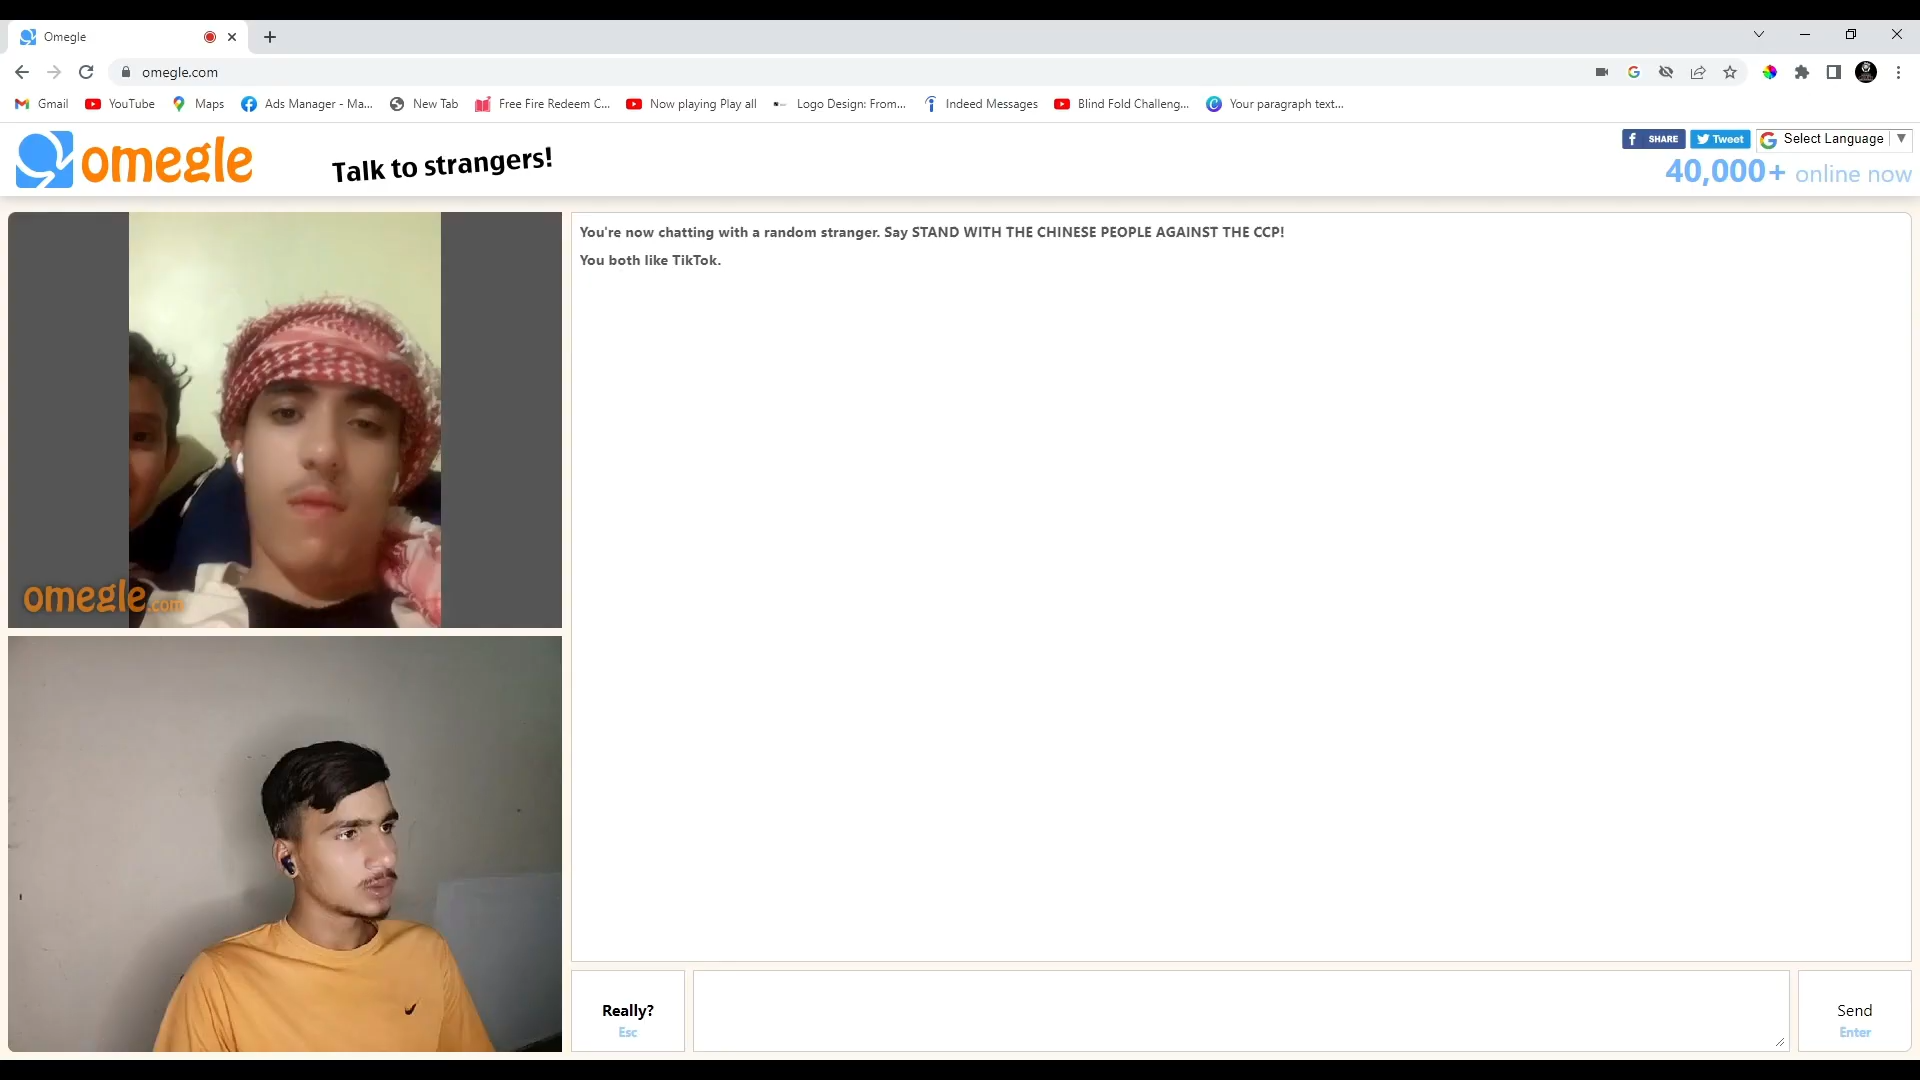 Omegle
omegle.com
Gmail
YouTube
Maps
Ads Manager - Ma...
New Tab
Free Fire Redeem C...
Now playing Play all
Logo Design: From...
Indeed Messages
Blind Fold Challeng...
Your paragraph text...
omegle
Talk to strangers!
SHARE
Tweet
Select Language
40,000+ online now
You're now chatting with a random stranger. Say STAND WITH THE CHINESE PEOPLE AGAINST THE CCP!
You both like TikTok.
omegle.com
Really?
Esc
Send
Enter